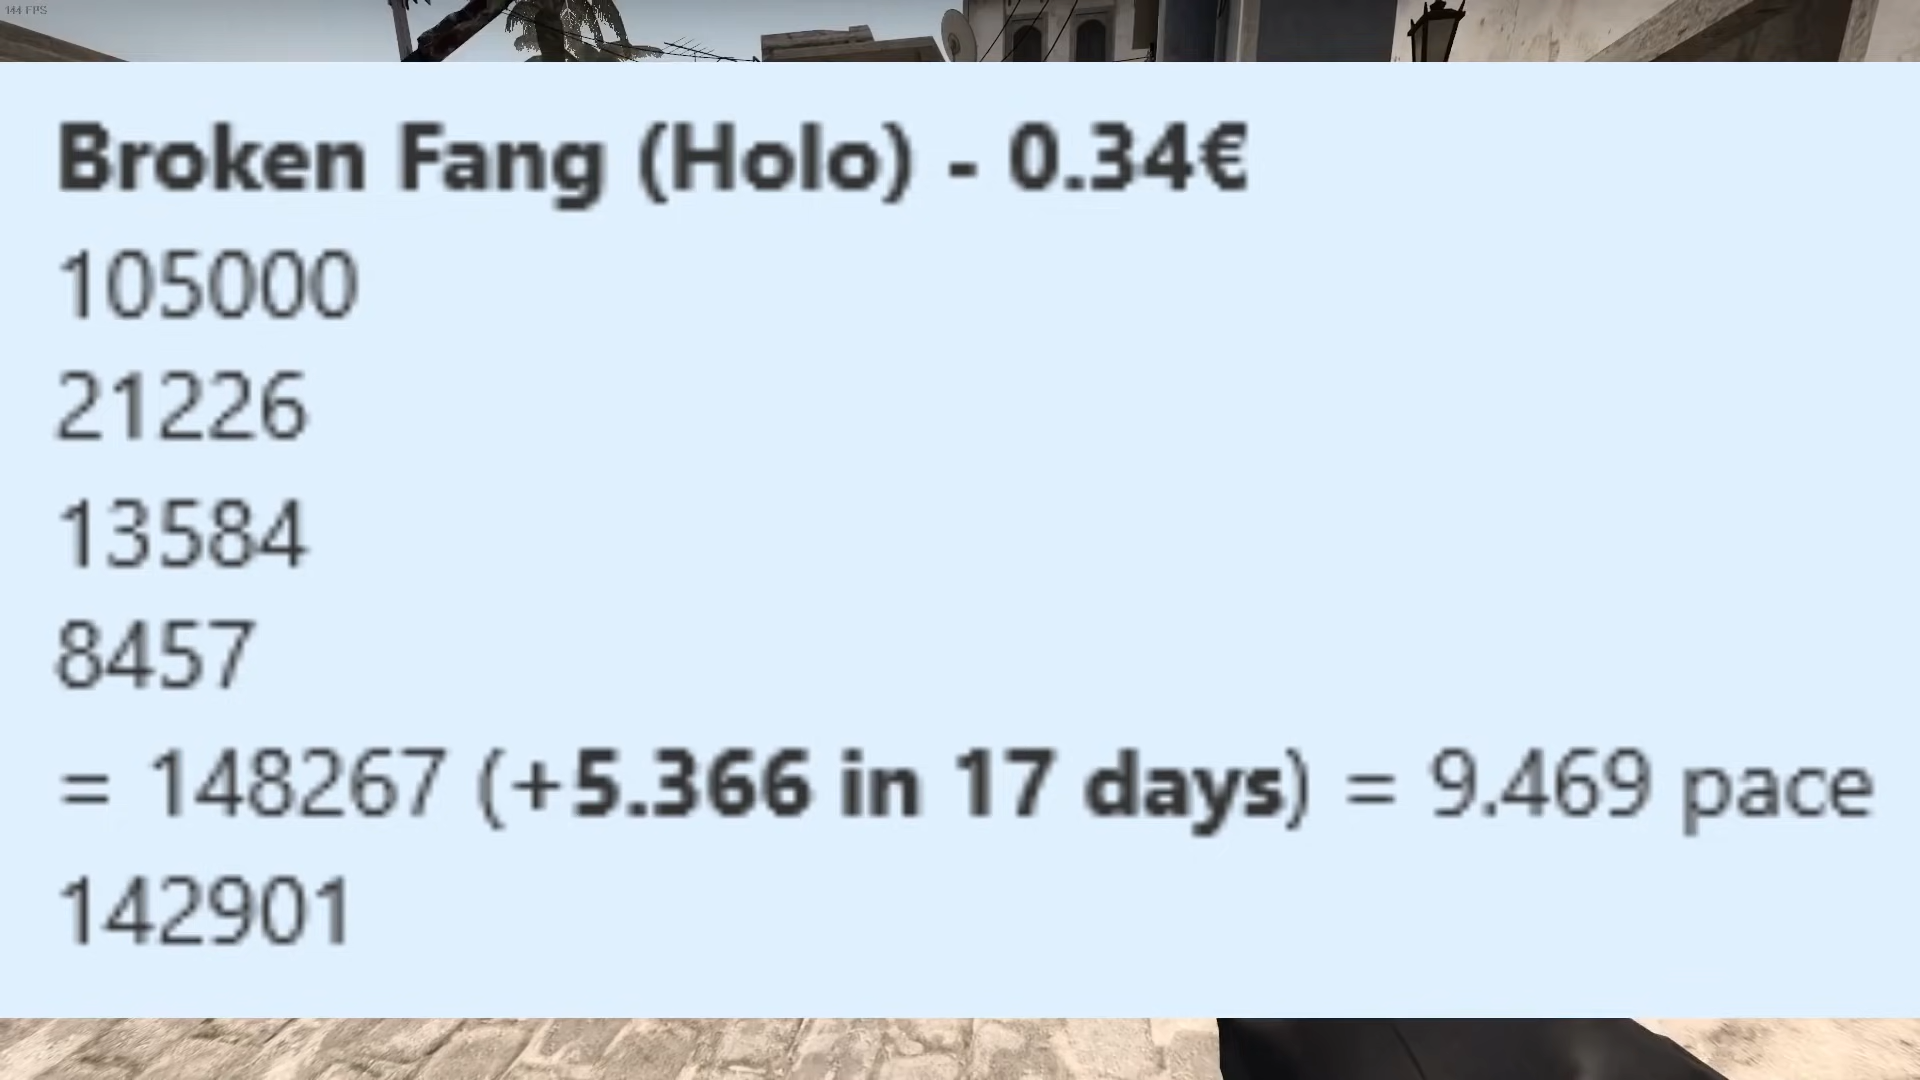 144 FPS
Broken Fang (Holo) - 0.34€
105000
21226
13584
8457
= 148267 (+5.366 in 17 days) = 9.469 pace
142901